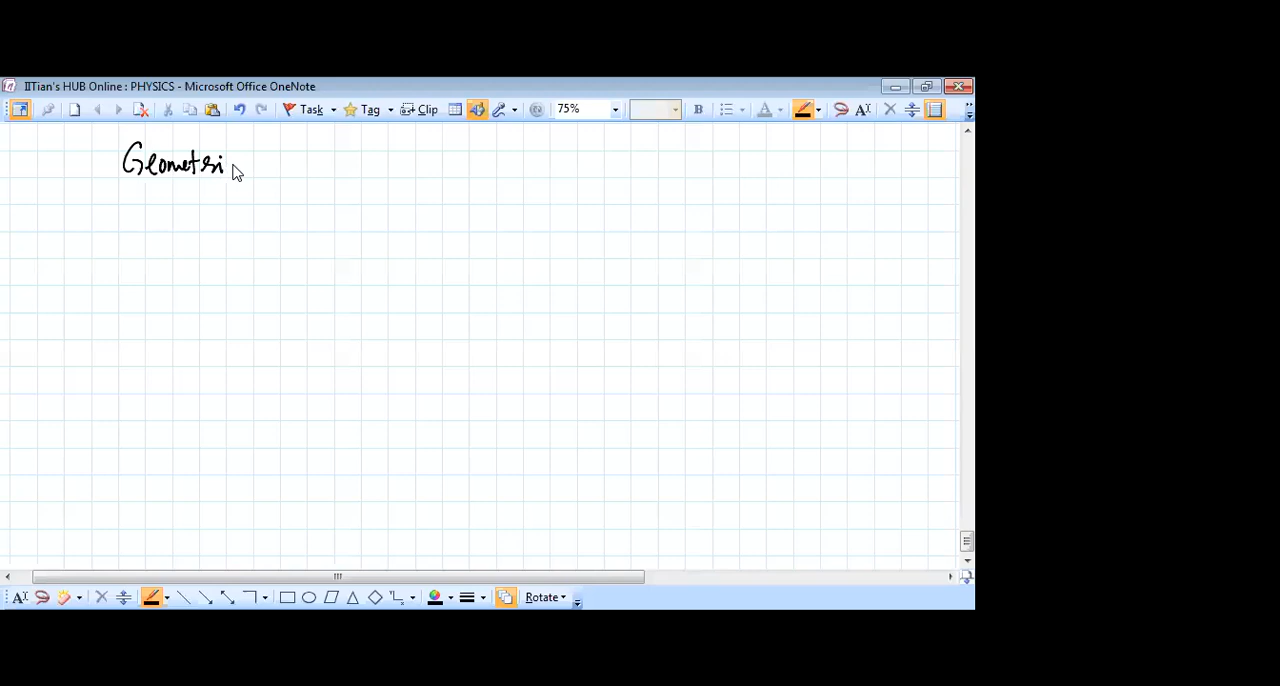 IITian's HUB Online : PHYSICS - Microsoft Office OneNote
Task Tag Clip 75% B A A
Geometri
A Rotate